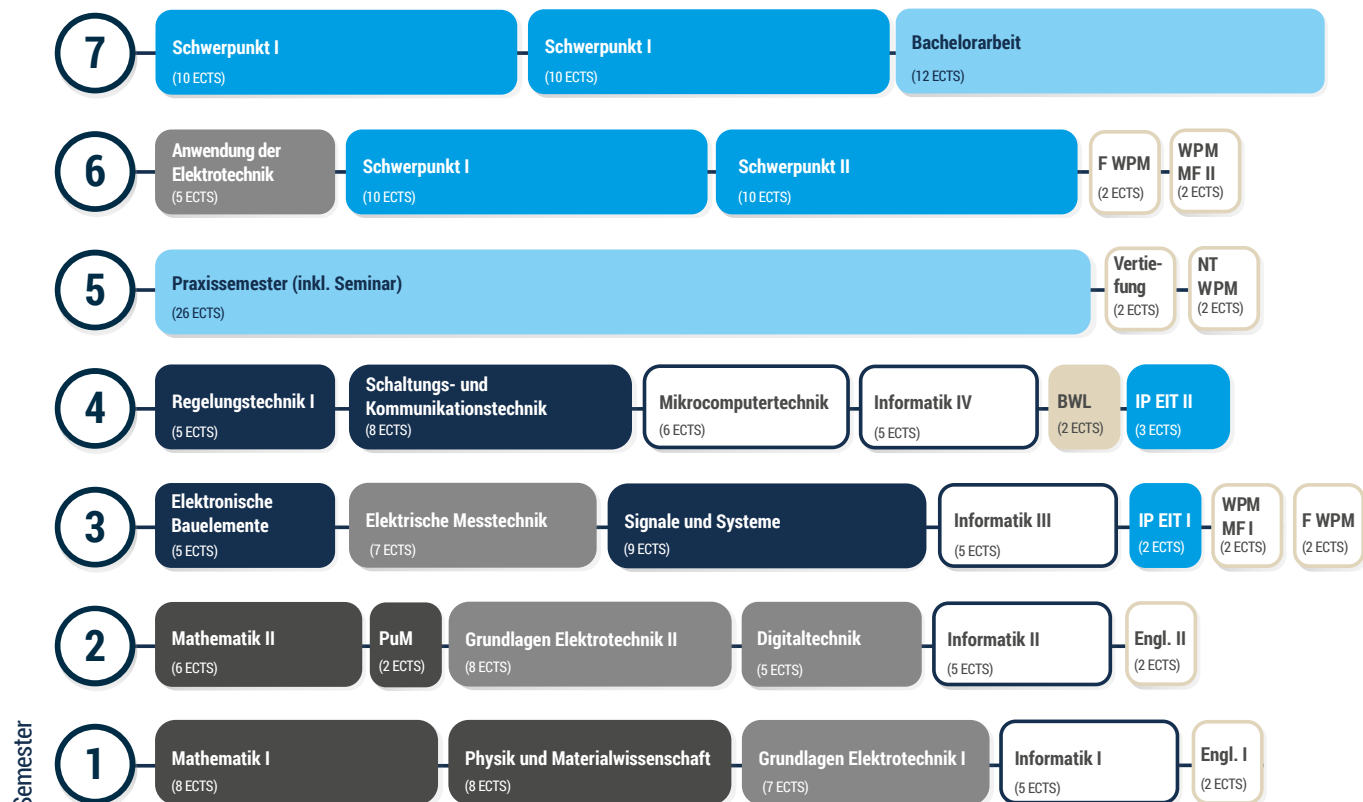 7
Schwerpunkt I
(10 ECTS)
Schwerpunkt I
(10 ECTS)
Bachelorarbeit
(12 ECTS)
6
Anwendung der
Elektrotechnik
(5 ECTS)
Schwerpunkt I
(10 ECTS)
Schwerpunkt II
(10 ECTS)
F WPM
(2 ECTS)
WPM
MF II
(2 ECTS)
5
Praxissemester (inkl. Seminar)
(26 ECTS)
Vertie-
fung
(2 ECTS)
NT
WPM
(2 ECTS)
4
Regelungstechnik I
(5 ECTS)
Schaltungs- und
Kommunikationstechnik
(8 ECTS)
Mikrocomputertechnik
(6 ECTS)
Informatik IV
(5 ECTS)
BWL
(2 ECTS)
IP EIT II
(3 ECTS)
3
Elektronische
Bauelemente
(5 ECTS)
Elektrische Messtechnik
(7 ECTS)
Signale und Systeme
(9 ECTS)
Informatik III
(5 ECTS)
IP EIT I
(2 ECTS)
WPM
MF I
(2 ECTS)
F WPM
(2 ECTS)
2
Mathematik II
(6 ECTS)
PuM
(2 ECTS)
Grundlagen Elektrotechnik II
(8 ECTS)
Digitaltechnik
(5 ECTS)
Informatik II
(5 ECTS)
Engl. II
(2 ECTS)
Semester
1
Mathematik I
(8 ECTS)
Physik und Materialwissenschaft
(8 ECTS)
Grundlagen Elektrotechnik I
(7 ECTS)
Informatik I
(5 ECTS)
Engl. I
(2 ECTS)